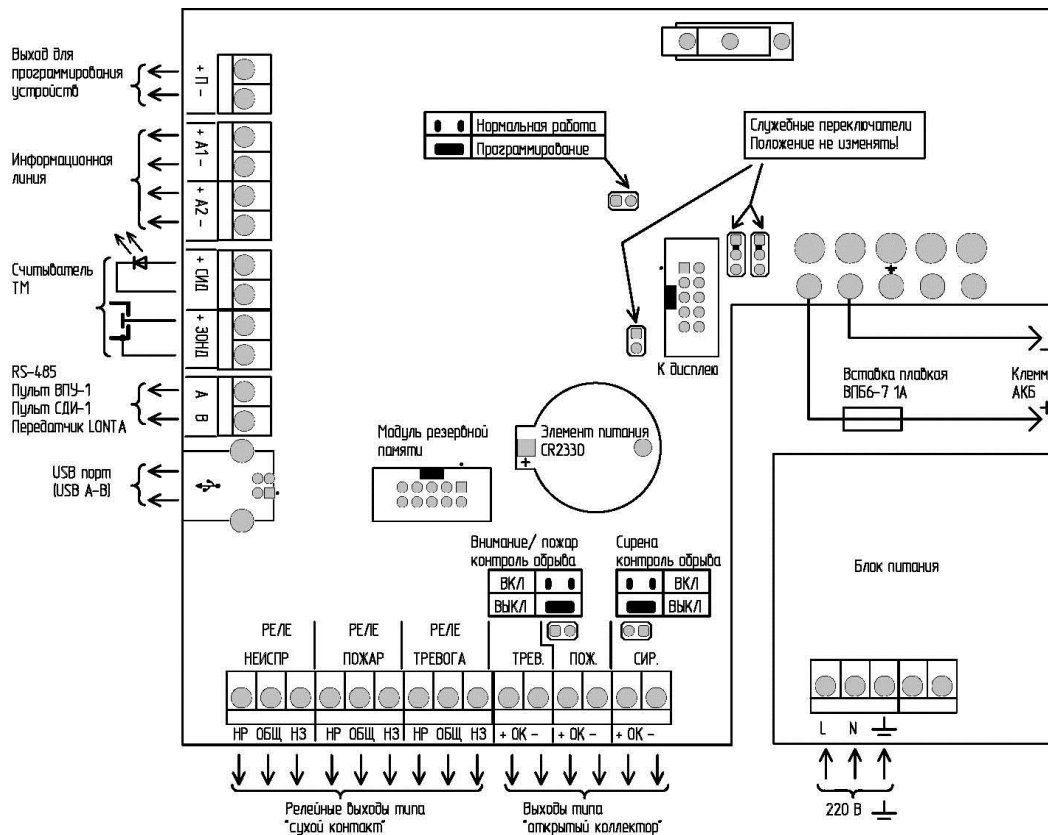 Выход для
программирования
устройств
+ П -
Информационная
линия
+ А1 -
+ А2 -
Считыватель
ТМ
+ СИД
+ ЗОНД
RS-485
Пульт ВПУ-1
Пульт СДИ-1
Передатчик LONTA
А
В
USB порт
(USB A-B)
Нормальная работа
Программирование
Служебные переключатели
Положение не изменять!
К дисплею
Вставка плавкая
ВПБ6-7 1А
Клемм
АКБ
-
+
Модуль резервной
памяти
Элемент питания
CR2330
+
Внимание/ пожар
контроль обрыва
ВКЛ
ВЫКЛ
Сирена
контроль обрыва
ВКЛ
ВЫКЛ
Блок питания
РЕЛЕ РЕЛЕ РЕЛЕ
НЕИСПР ПОЖАР ТРЕВОГА ТРЕВ. ПОЖ. СИР.
НР ОБЩ НЗ НР ОБЩ НЗ НР ОБЩ НЗ + ОК - + ОК - + ОК -
Релейные выходы типа
"сухой контакт"
Выходы типа
"открытый коллектор"
L N
220 В